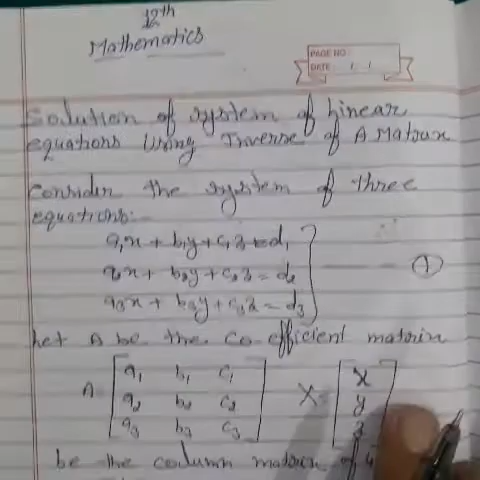 12th
Mathematics
PAGE NO
DATE / /
Solution of system of linear
equations Using Inverse of A Matrix
Consider the system of three
equations:-
a₁x + b₁y + c₁z = d₁
a₂x + b₂y + c₂z = d₂ ①
a₃x + b₃y + c₃z = d₃
Let A be the co-efficient matrix
A = [a₁ b₁ c₁ X = [x
a₂ b₂ c₂ y
a₃ b₃ c₃] z]
be the column matrix of